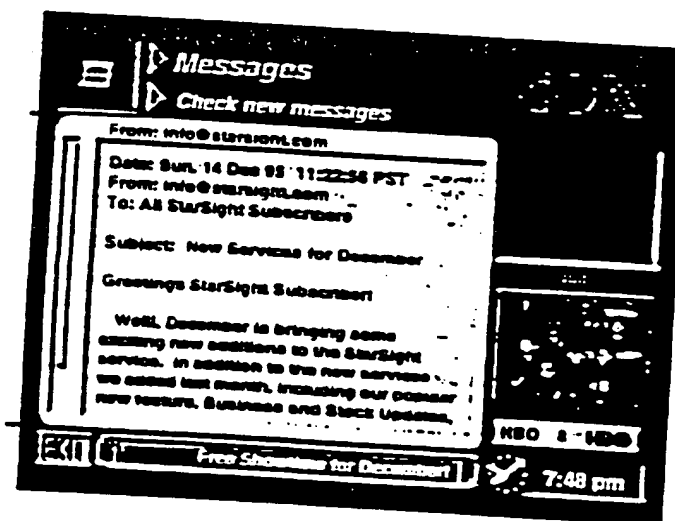 Messages
Check new messages
From: info@starsight.com
Date: Sun, 14 Dec 95 11:22:56 PST
From: info@starsight.com
To: All StarSight Subscribers
Subject: New Services for December
Greetings StarSight Subscriber!
Well, December is bringing some
exciting new additions to the StarSight
service. In addition to the new services
we added last month, including our popular
new feature, Business and Stock Updates,
HBO 8 HBO
EXIT
Free Showtime for December!
7:48 pm